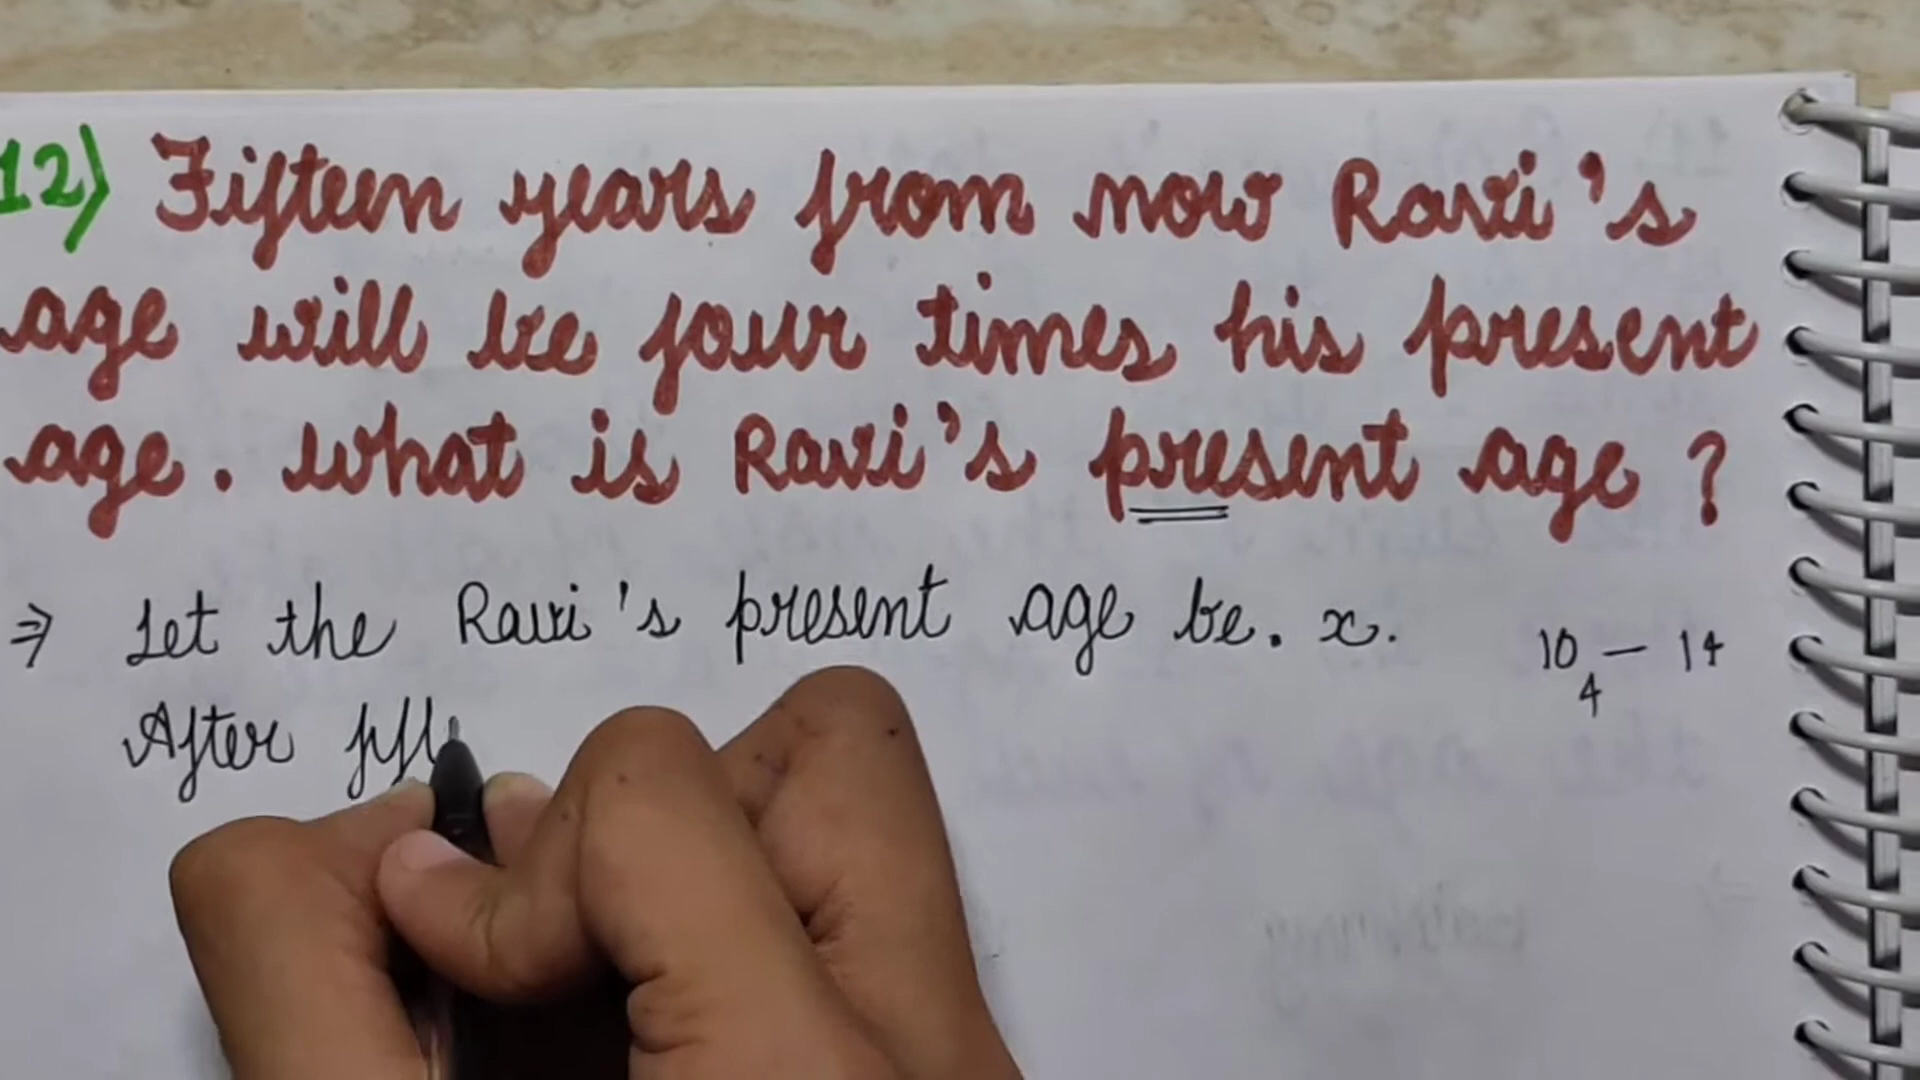 12) Fifteen years from now Ravi's
age will be four times his present
age. what is Ravi's present age ?
⇒ Let the Ravi's present age be. x.
10 — 14
4
After